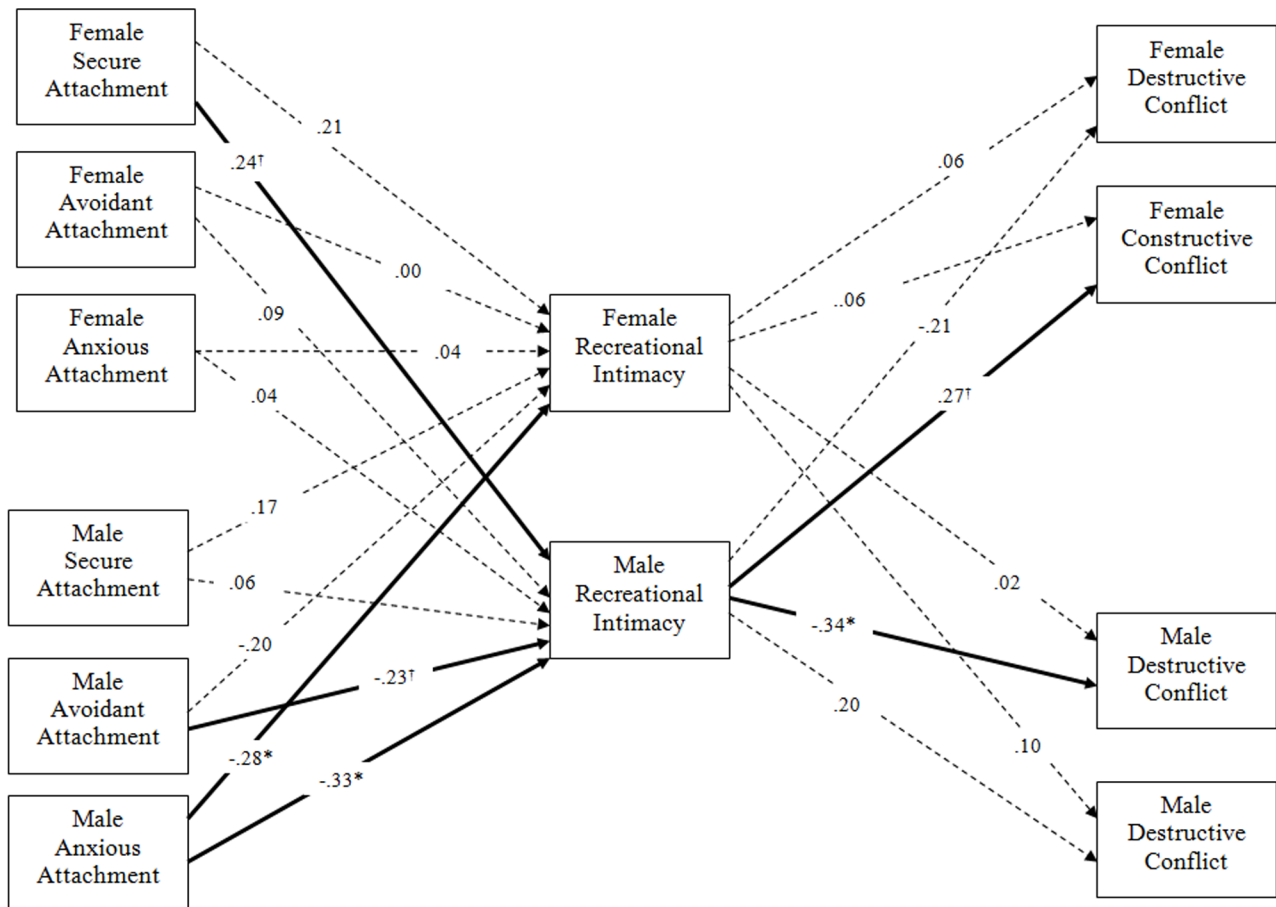 Female
Secure
Attachment
Female
Avoidant
Attachment
Female
Anxious
Attachment
Male
Secure
Attachment
Male
Avoidant
Attachment
Male
Anxious
Attachment
.21
.24†
.00
.09
.04
.04
.17
.06
-.20
-.23†
-.28*
-.33*
Female
Recreational
Intimacy
Male
Recreational
Intimacy
.06
..06
-.21
.27†
.02
-.34*
.20
.10
Female
Destructive
Conflict
Female
Constructive
Conflict
Male
Destructive
Conflict
Male
Destructive
Conflict